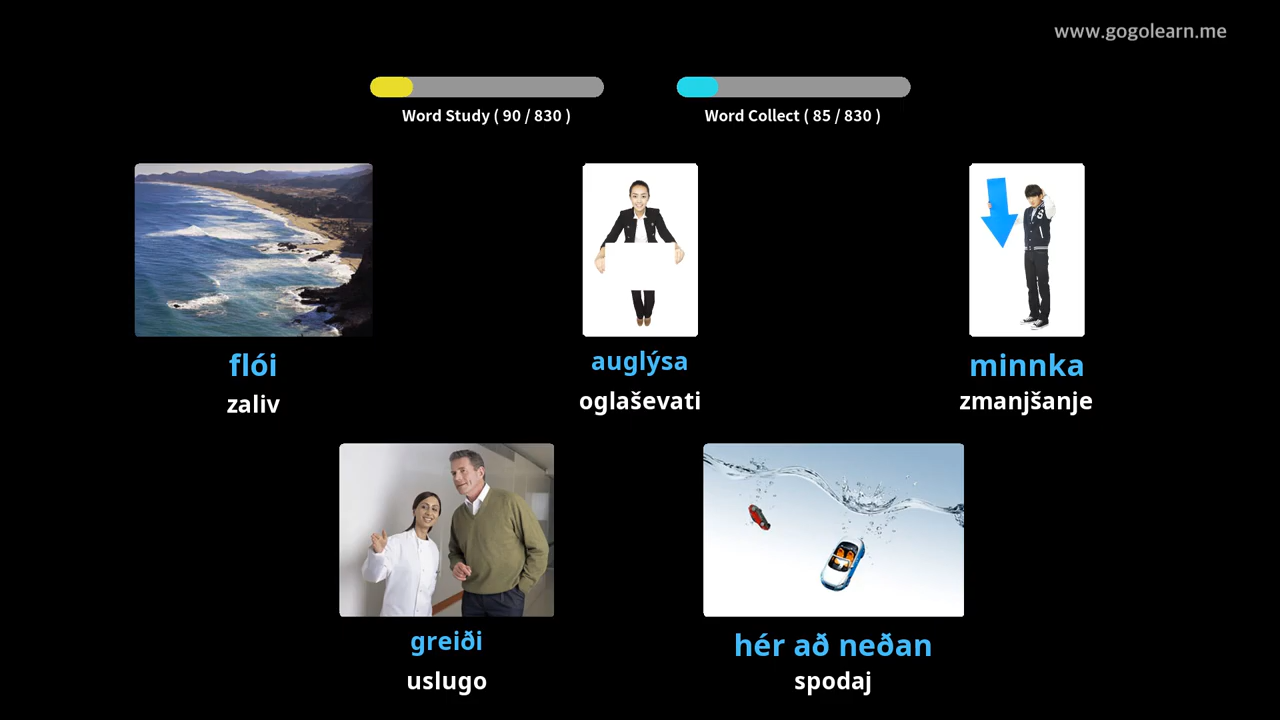 www.gogolearn.me
Word Study ( 90 / 830 )
Word Collect ( 85 / 830 )
flói
zaliv
auglýsa
oglaševati
minnka
zmanjšanje
greiði
uslugo
hér að neðan
spodaj